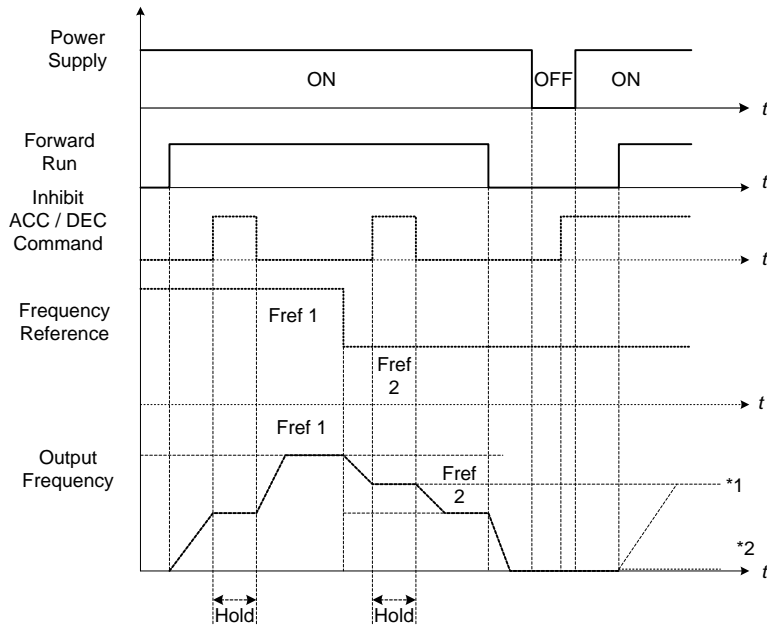 Power
Supply
ON
OFF
ON
t
Forward
Run
t
Inhibit
ACC / DEC
Command
t
Frequency
Reference
Fref 1
Fref
2
t
Output
Frequency
Fref 1
Fref
2
*1
*2
t
Hold
Hold